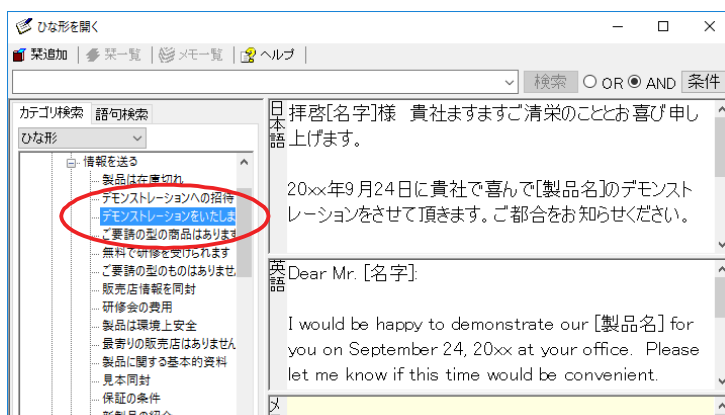 ひな形を開く
栞追加 栞一覧 メモ一覧 ヘルプ
検索 OR AND 条件
カテゴリ検索 語句検索
ひな形
情報を送る
製品は在庫切れ
デモンストレーションへの招待
デモンストレーションをいたしま
ご要請の型の商品はあります
無料で研修を受けられます
ご要請の型のものはありませ
販売店情報を同封
研修会の費用
製品は環境上安全
最寄りの販売店はありません
製品に関する基本的資料
見本同封
保証の条件
新製品の紹介
日本語
拝啓[名字]様 貴社ますますご清栄のこととお喜び申し
上げます。
20xx年9月24日に貴社で喜んで[製品名]のデモンスト
レーションをさせて頂きます。ご都合をお知らせください。
英語
Dear Mr. [名字]:
I would be happy to demonstrate our [製品名] for
you on September 24, 20xx at your office. Please
let me know if this time would be convenient.
メ